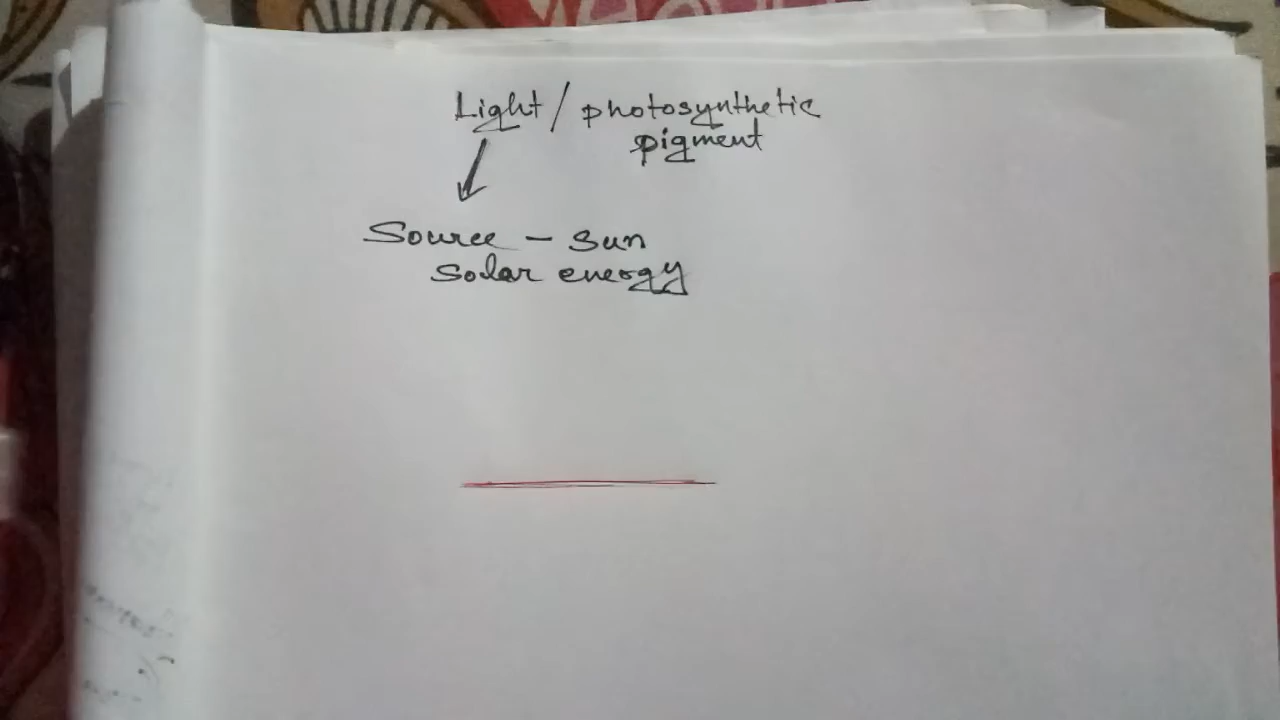 Light / photosynthetic
pigment
Source - Sun
Solar energy